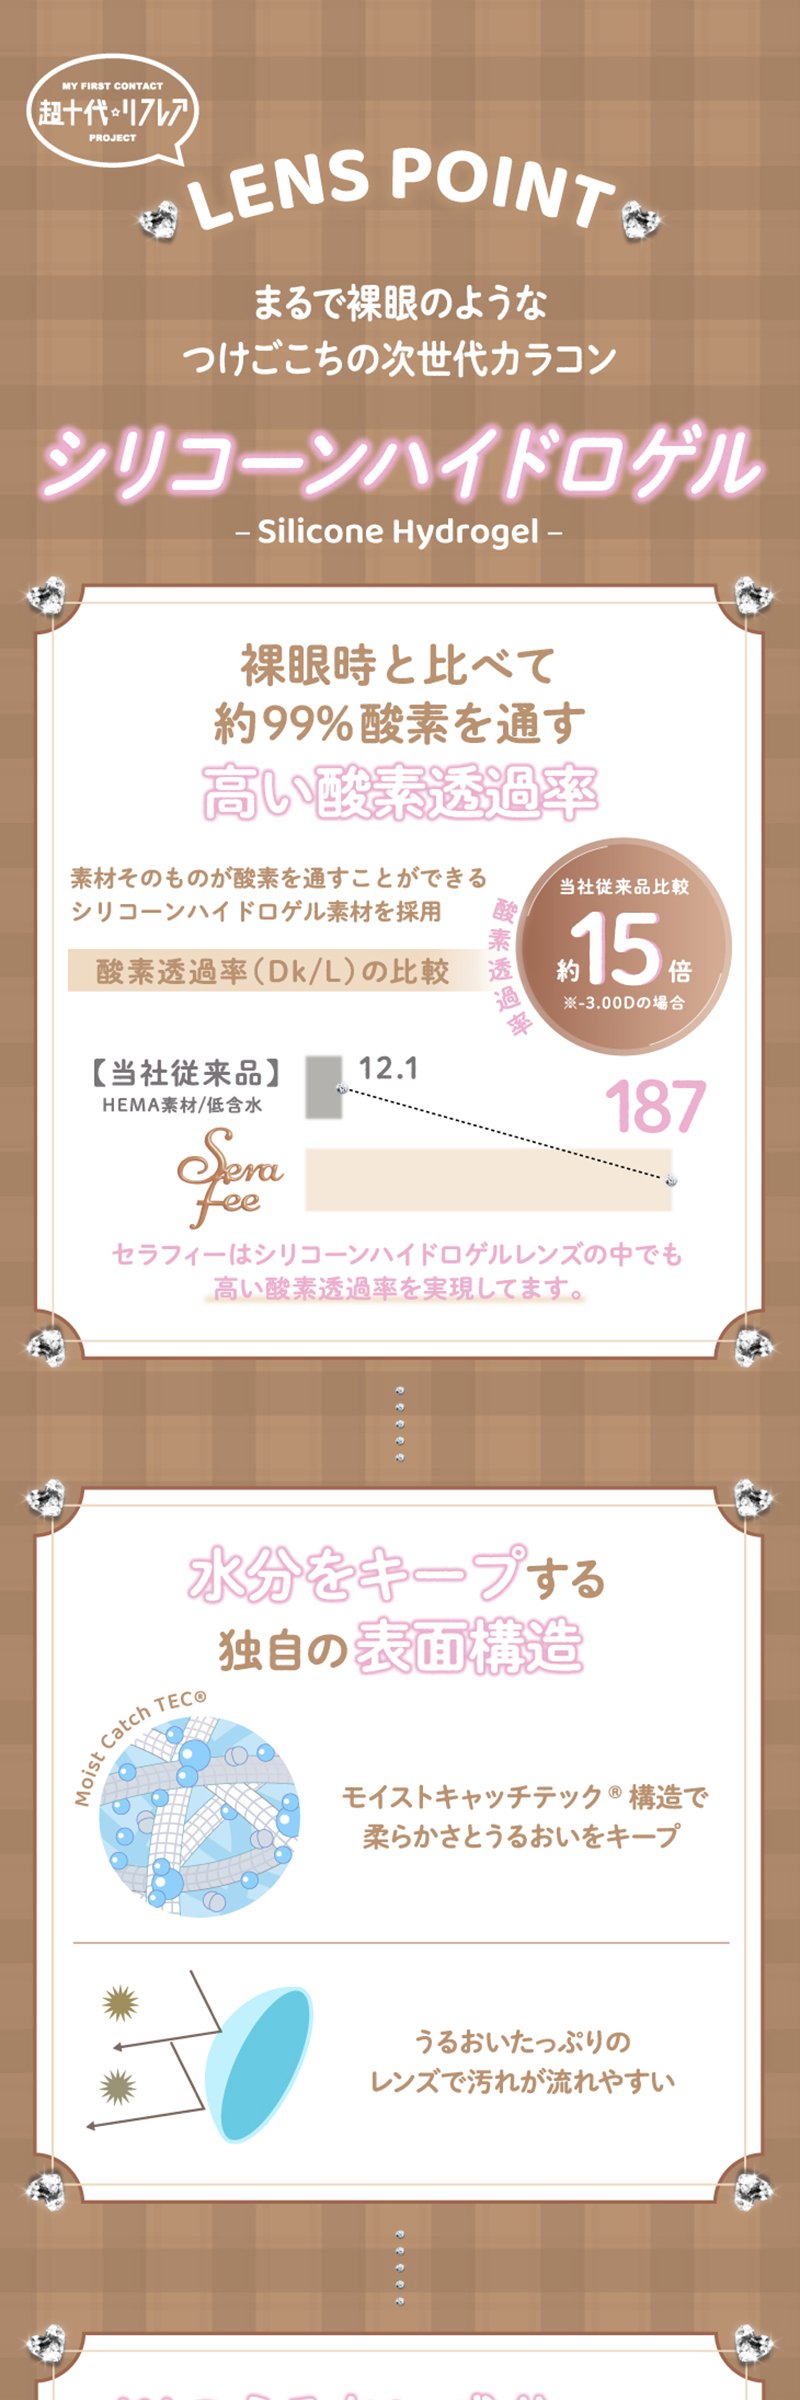 MY FIRST CONTACT
超十代☆リフレア
PROJECT
LENS POINT
まるで裸眼のような
つけごこちの次世代カラコン
シリコーンハイドロゲル
– Silicone Hydrogel –
裸眼時と比べて
約99%酸素を通す
高い酸素透過率
素材そのものが酸素を通すことができる
シリコーンハイドロゲル素材を採用
酸素透過率
当社従来品比較
約15倍
※-3.00Dの場合
酸素透過率(Dk/L)の比較
【当社従来品】
HEMA素材/低含水
12.1
187
Sera
fee
セラフィーはシリコーンハイドロゲルレンズの中でも
高い酸素透過率を実現してます。
水分をキープする
独自の表面構造
Moist Catch TEC®
モイストキャッチテック®構造で
柔らかさとうるおいをキープ
うるおいたっぷりの
レンズで汚れが流れやすい